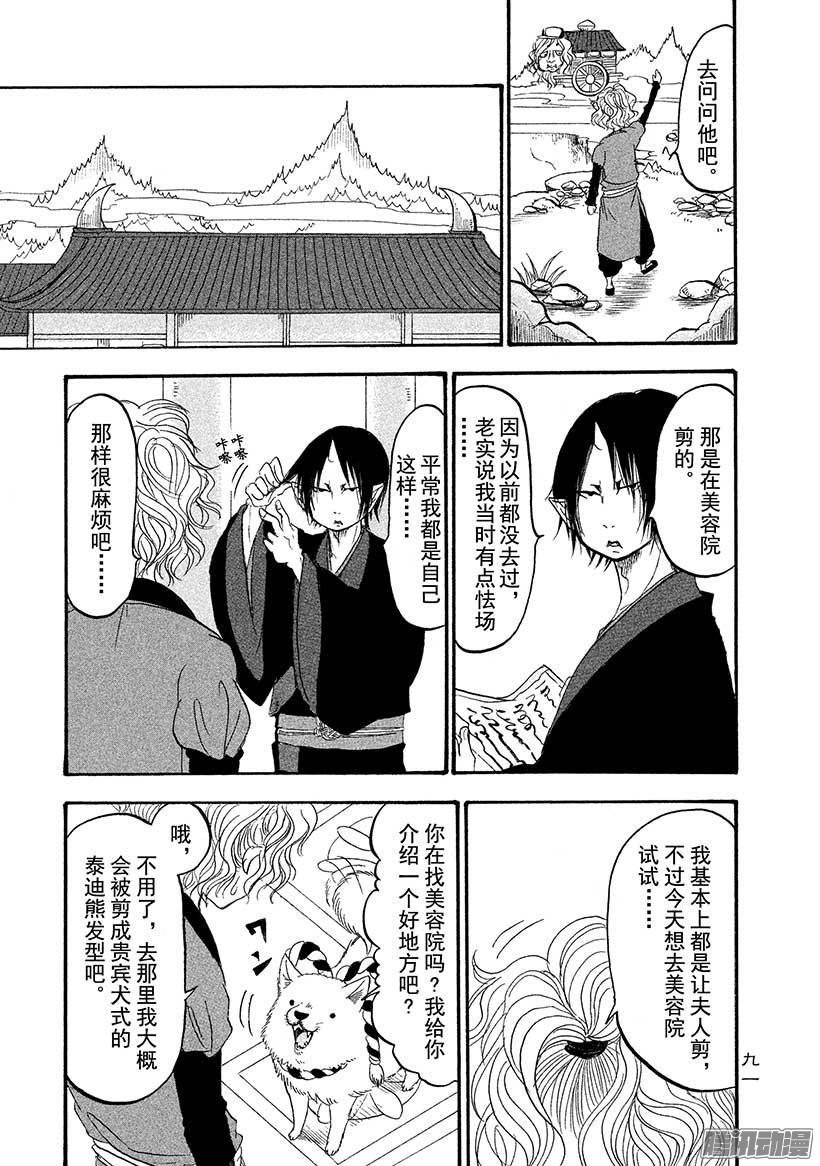 去问问他吧。
那是在美容院
剪的。
因为以前都没去过，
老实说我当时有点怯场
……
平常我都是自己
这样……
咔嚓
咔嚓
那样很麻烦吧……
我基本上都是让夫人剪，
不过今天想去美容院
试试……
你在找美容院吗？我给你
介绍一个好地方吧？
ワン
哦，
不用了，去那里我大概
会被剪成贵宾犬式的
泰迪熊发型吧。
九一
腾讯动漫